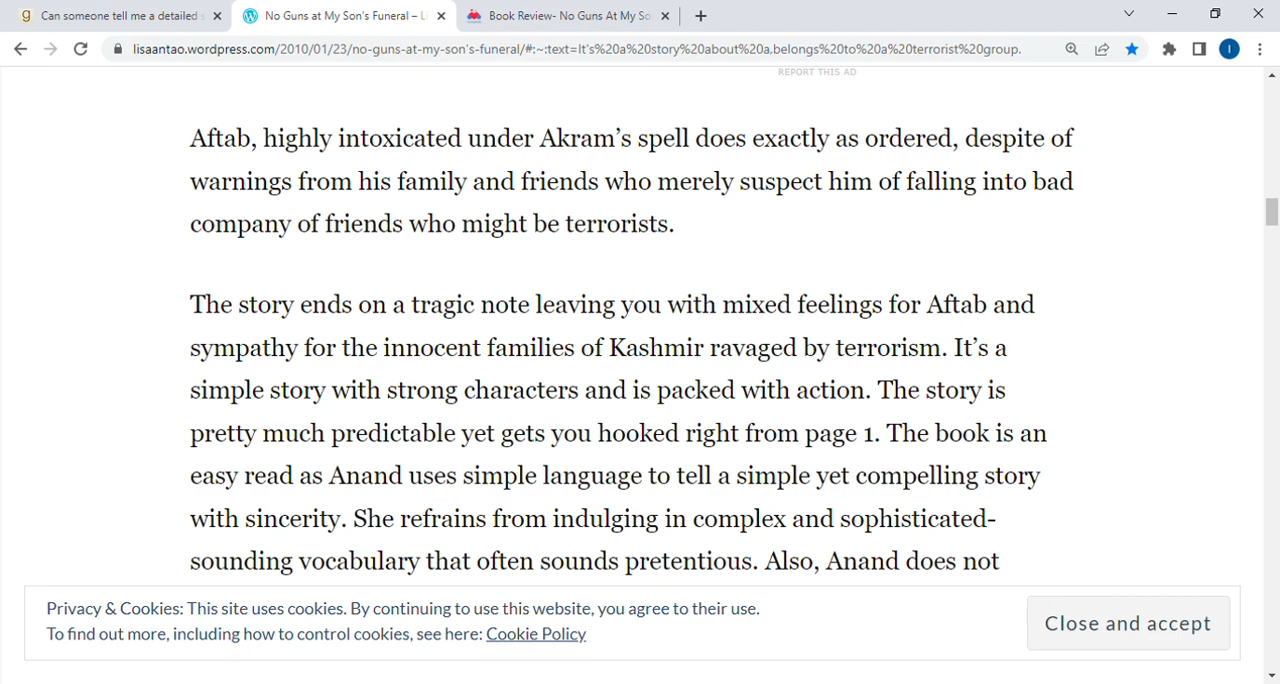 Can someone tell me a detailed s
No Guns at My Son's Funeral – Li
Book Review- No Guns At My So
lisaantao.wordpress.com/2010/01/23/no-guns-at-my-son's-funeral/#:~:text=It's%20a%20story%20about%20a,belongs%20to%20a%20terrorist%20group.
REPORT THIS AD
Aftab, highly intoxicated under Akram’s spell does exactly as ordered, despite of
warnings from his family and friends who merely suspect him of falling into bad
company of friends who might be terrorists.
The story ends on a tragic note leaving you with mixed feelings for Aftab and
sympathy for the innocent families of Kashmir ravaged by terrorism. It’s a
simple story with strong characters and is packed with action. The story is
pretty much predictable yet gets you hooked right from page 1. The book is an
easy read as Anand uses simple language to tell a simple yet compelling story
with sincerity. She refrains from indulging in complex and sophisticated-
sounding vocabulary that often sounds pretentious. Also, Anand does not
Privacy & Cookies: This site uses cookies. By continuing to use this website, you agree to their use.
To find out more, including how to control cookies, see here: Cookie Policy
Close and accept